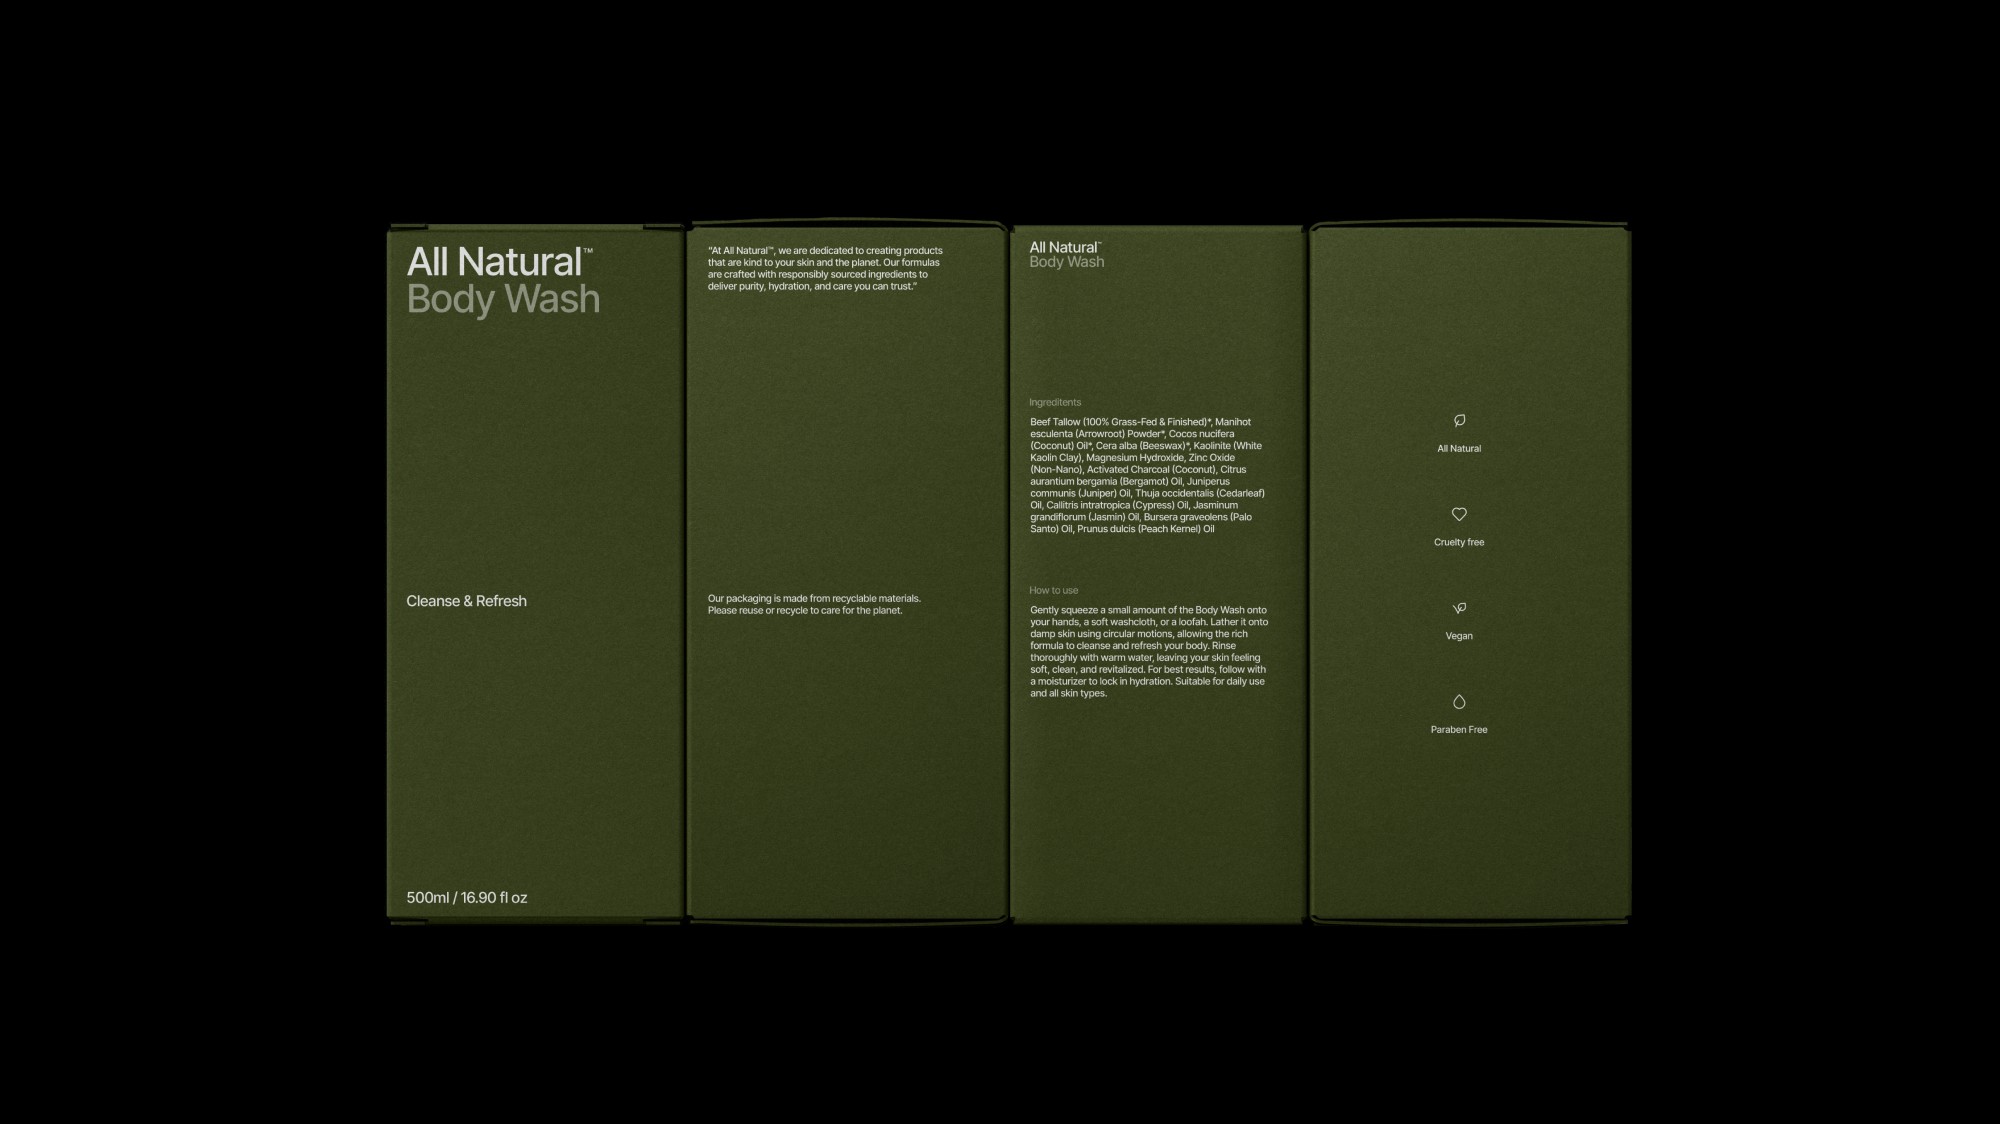 All Natural™
Body Wash
Cleanse & Refresh
500ml / 16.90 fl oz
"At All Natural™, we are dedicated to creating products
that are kind to your skin and the planet. Our formulas
are crafted with responsibly sourced ingredients to
deliver purity, hydration, and care you can trust."
Our packaging is made from recyclable materials.
Please reuse or recycle to care for the planet.
All Natural™
Body Wash
Ingreditents
Beef Tallow (100% Grass-Fed & Finished)*, Manihot
esculenta (Arrowroot) Powder*, Cocos nucifera
(Coconut) Oil*, Cera alba (Beeswax)*, Kaolinite (White
Kaolin Clay), Magnesium Hydroxide, Zinc Oxide
(Non-Nano), Activated Charcoal (Coconut), Citrus
aurantium bergamia (Bergamot) Oil, Juniperus
communis (Juniper) Oil, Thuja occidentalis (Cedarleaf)
Oil, Callitris intratropica (Cypress) Oil, Jasminum
grandiflorum (Jasmin) Oil, Bursera graveolens (Palo
Santo) Oil, Prunus dulcis (Peach Kernel) Oil
How to use
Gently squeeze a small amount of the Body Wash onto
your hands, a soft washcloth, or a loofah. Lather it onto
damp skin using circular motions, allowing the rich
formula to cleanse and refresh your body. Rinse
thoroughly with warm water, leaving your skin feeling
soft, clean, and revitalized. For best results, follow with
a moisturizer to lock in hydration. Suitable for daily use
and all skin types.
All Natural
Cruelty free
Vegan
Paraben Free